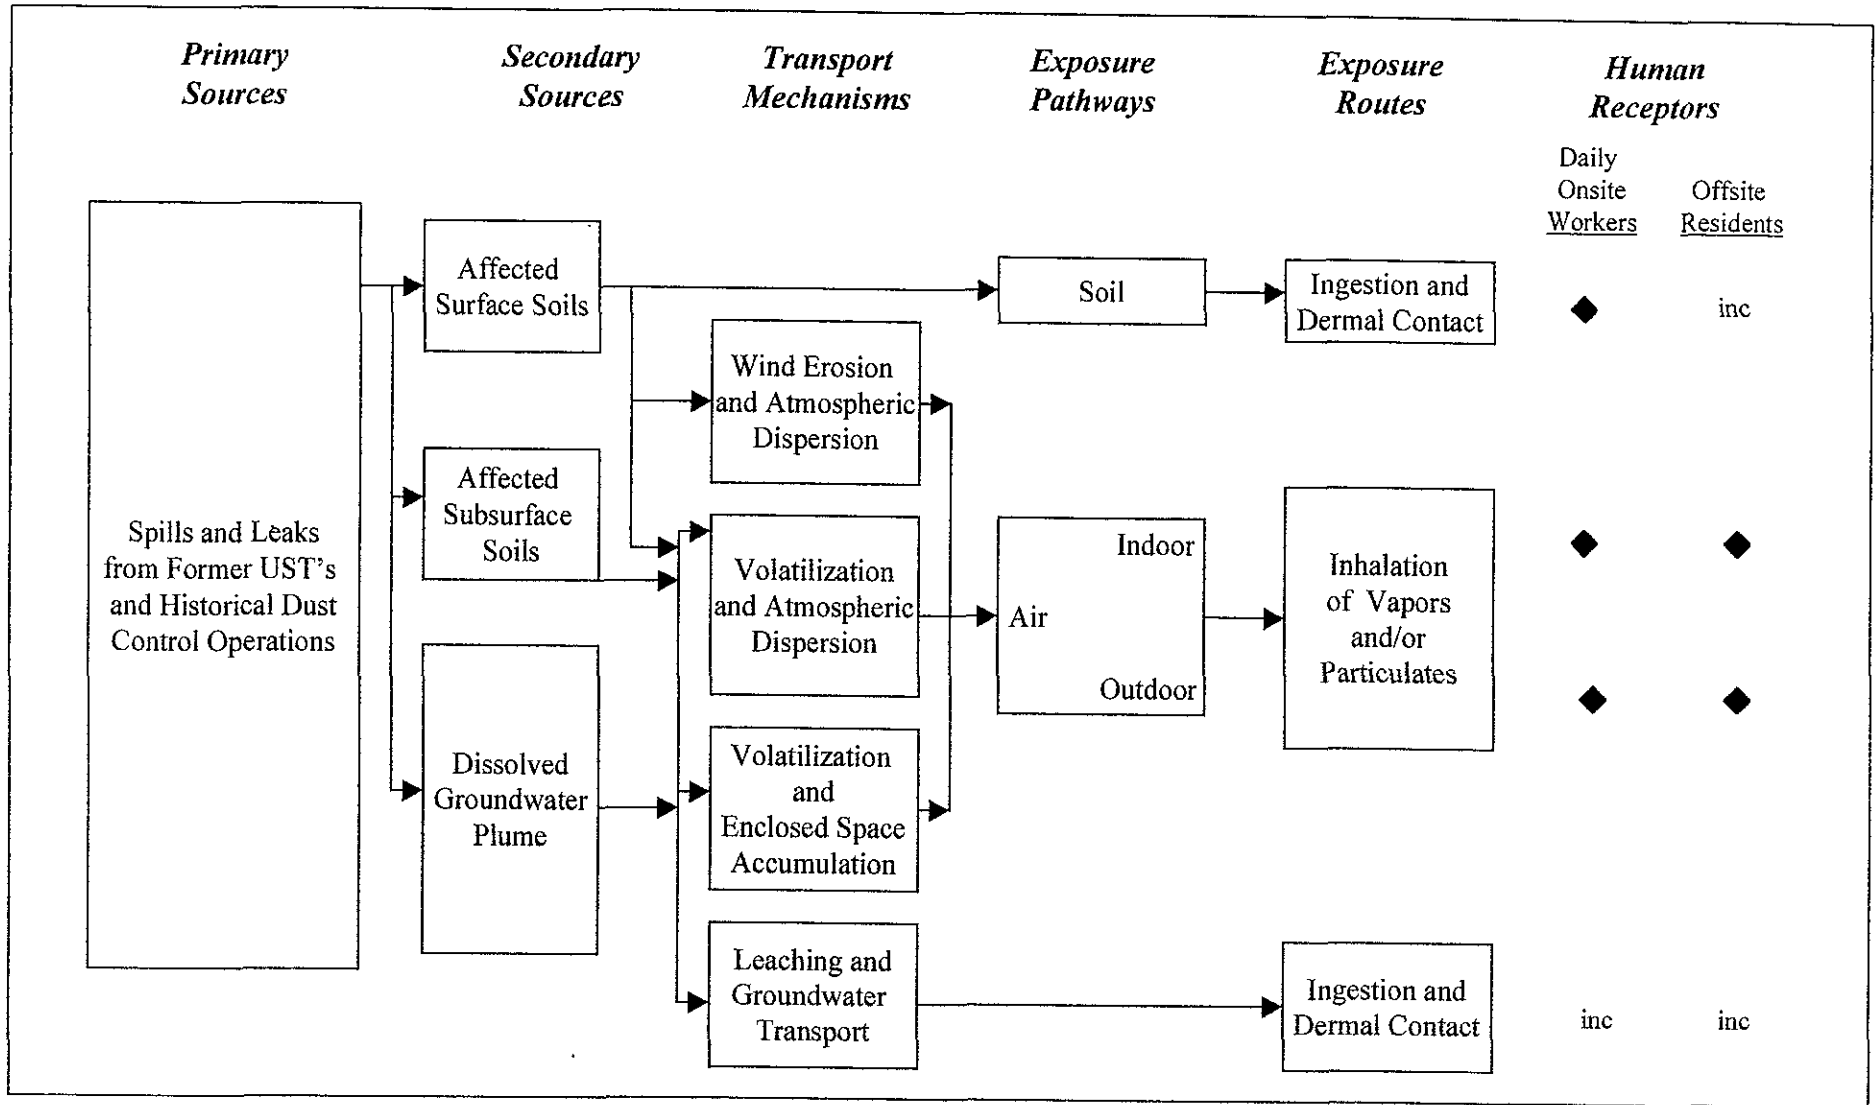 Primary
Sources
Secondary
Sources
Transport
Mechanisms
Exposure
Pathways
Exposure
Routes
Human
Receptors
Daily
Onsite
Workers
Offsite
Residents
Spills and Leaks
from Former UST's
and Historical Dust
Control Operations
Affected
Surface Soils
Affected
Subsurface
Soils
Dissolved
Groundwater
Plume
Wind Erosion
and Atmospheric
Dispersion
Volatilization
and Atmospheric
Dispersion
Volatilization
and
Enclosed Space
Accumulation
Leaching and
Groundwater
Transport
Soil
Indoor
Air
Outdoor
Ingestion and
Dermal Contact
Inhalation
of Vapors
and/or
Particulates
Ingestion and
Dermal Contact
inc
inc
inc